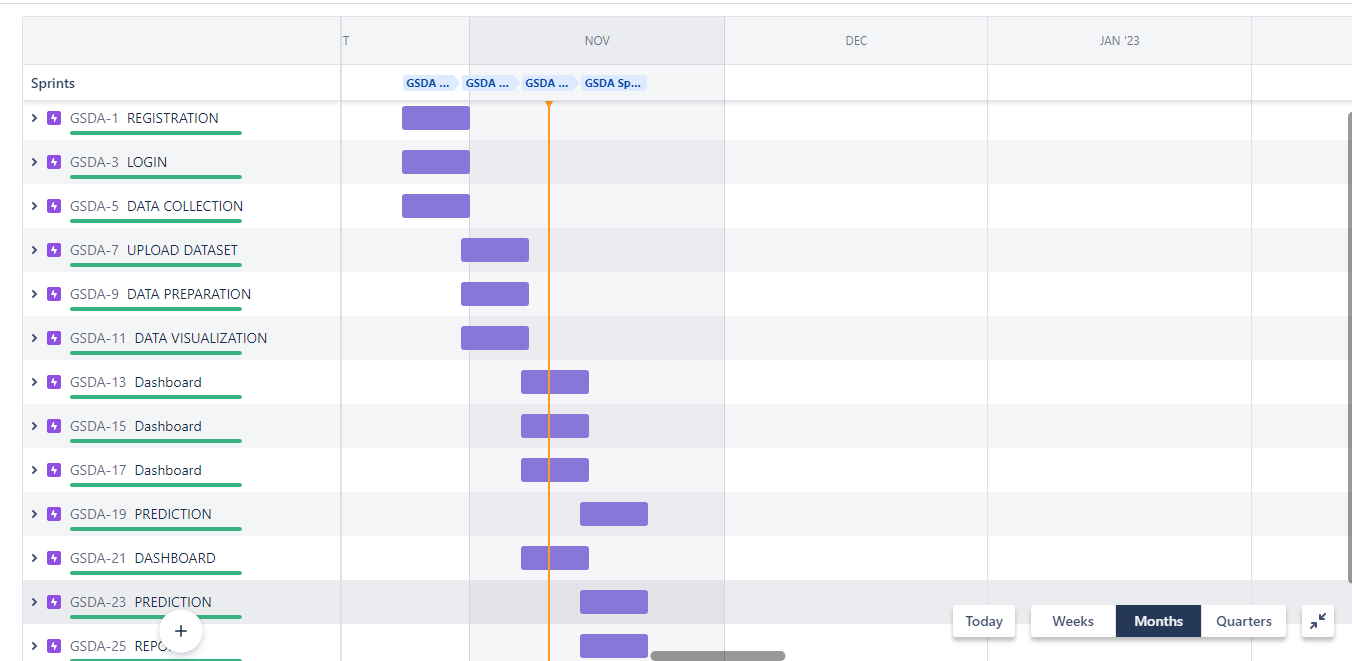 T NOV DEC JAN '23
Sprints GSDA ... GSDA ... GSDA ... GSDA Sp...
GSDA-1 REGISTRATION
GSDA-3 LOGIN
GSDA-5 DATA COLLECTION
GSDA-7 UPLOAD DATASET
GSDA-9 DATA PREPARATION
GSDA-11 DATA VISUALIZATION
GSDA-13 Dashboard
GSDA-15 Dashboard
GSDA-17 Dashboard
GSDA-19 PREDICTION
GSDA-21 DASHBOARD
GSDA-23 PREDICTION
Today Weeks Months Quarters
GSDA-25 REPO